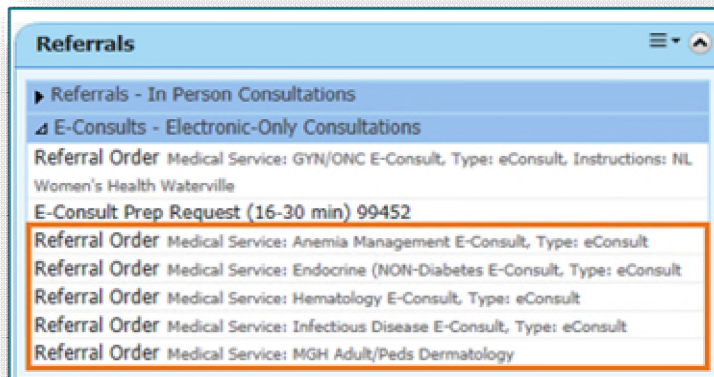 Referrals
Referrals - In Person Consultations
E-Consults - Electronic-Only Consultations
Referral Order Medical Service: GYN/ONC E-Consult, Type: eConsult, Instructions: NL
Women's Health Waterville
E-Consult Prep Request (16-30 min) 99452
Referral Order Medical Service: Anemia Management E-Consult, Type: eConsult
Referral Order Medical Service: Endocrine (NON-Diabetes E-Consult, Type: eConsult
Referral Order Medical Service: Hematology E-Consult, Type: eConsult
Referral Order Medical Service: Infectious Disease E-Consult, Type: eConsult
Referral Order Medical Service: MGH Adult/Peds Dermatology